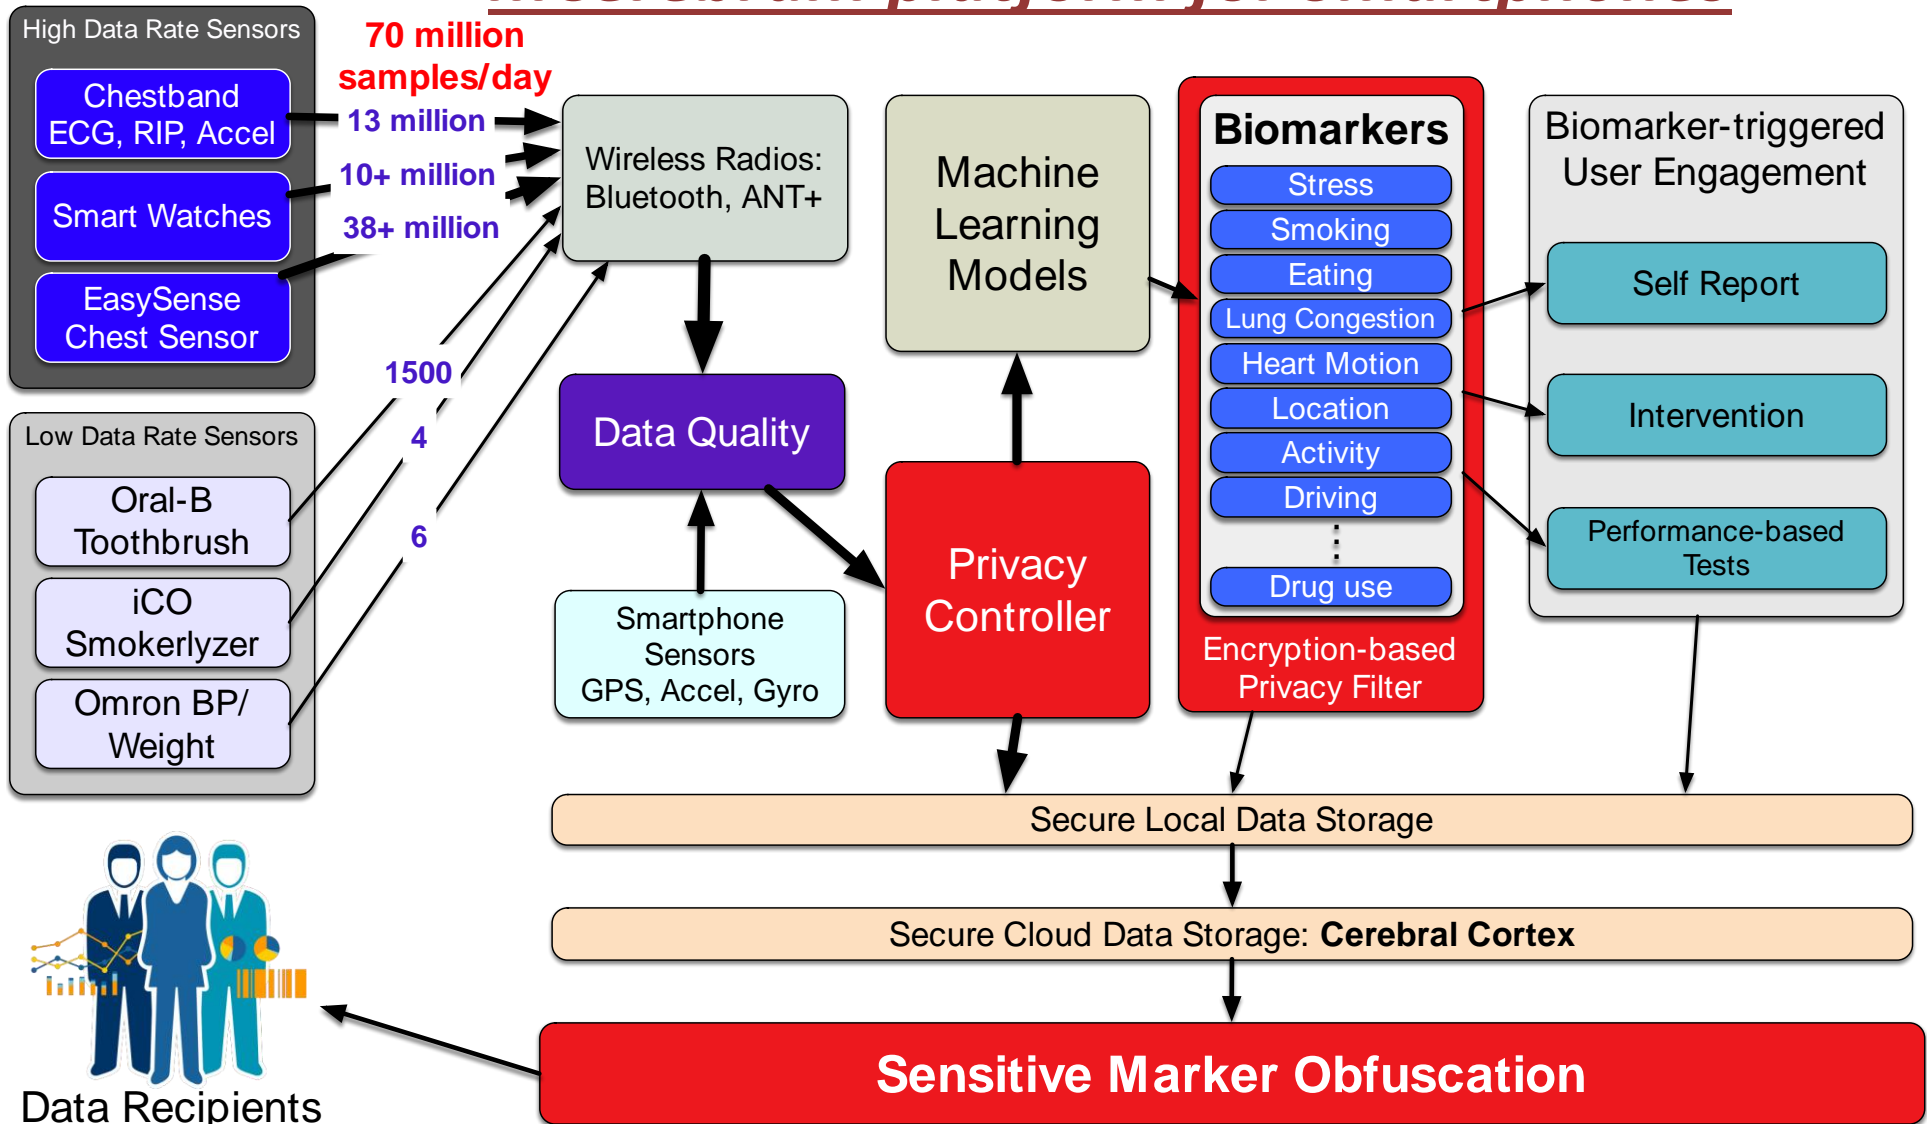 platform for smartphones
High Data Rate Sensors
Chestband
ECG, RIP, Accel
Smart Watches
EasySense
Chest Sensor
70 million
samples/day
13 million
10+ million
38+ million
1500
4
6
Low Data Rate Sensors
Oral-B
Toothbrush
iCO
Smokerlyzer
Omron BP/
Weight
Wireless Radios:
Bluetooth, ANT+
Data Quality
Smartphone
Sensors
GPS, Accel, Gyro
Machine
Learning
Models
Privacy
Controller
Biomarkers
Stress
Smoking
Eating
Lung Congestion
Heart Motion
Location
Activity
Driving
Drug use
Encryption-based
Privacy Filter
Biomarker-triggered
User Engagement
Self Report
Intervention
Performance-based
Tests
Secure Local Data Storage
Secure Cloud Data Storage: Cerebral Cortex
Sensitive Marker Obfuscation
Data Recipients